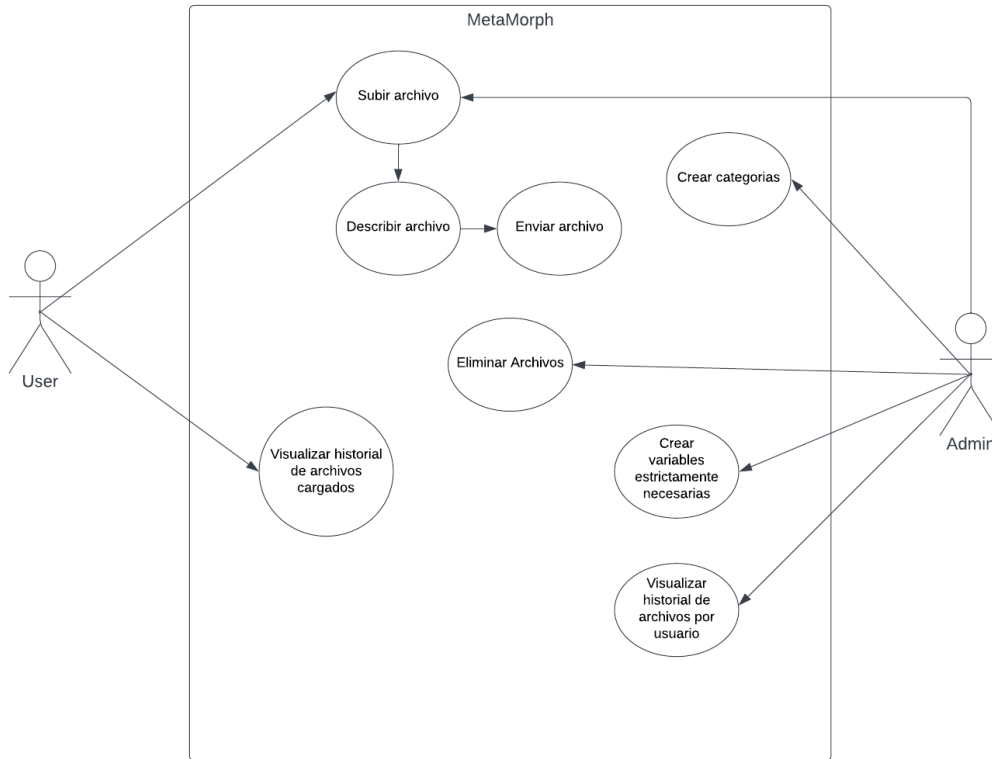 MetaMorph
Subir archivo
Crear categorias
Describir archivo
Enviar archivo
User
Eliminar Archivos
Admin
Visualizar historial
de archivos
cargados
Crear
variables
estrictamente
necesarias
Visualizar
historial de
archivos por
usuario